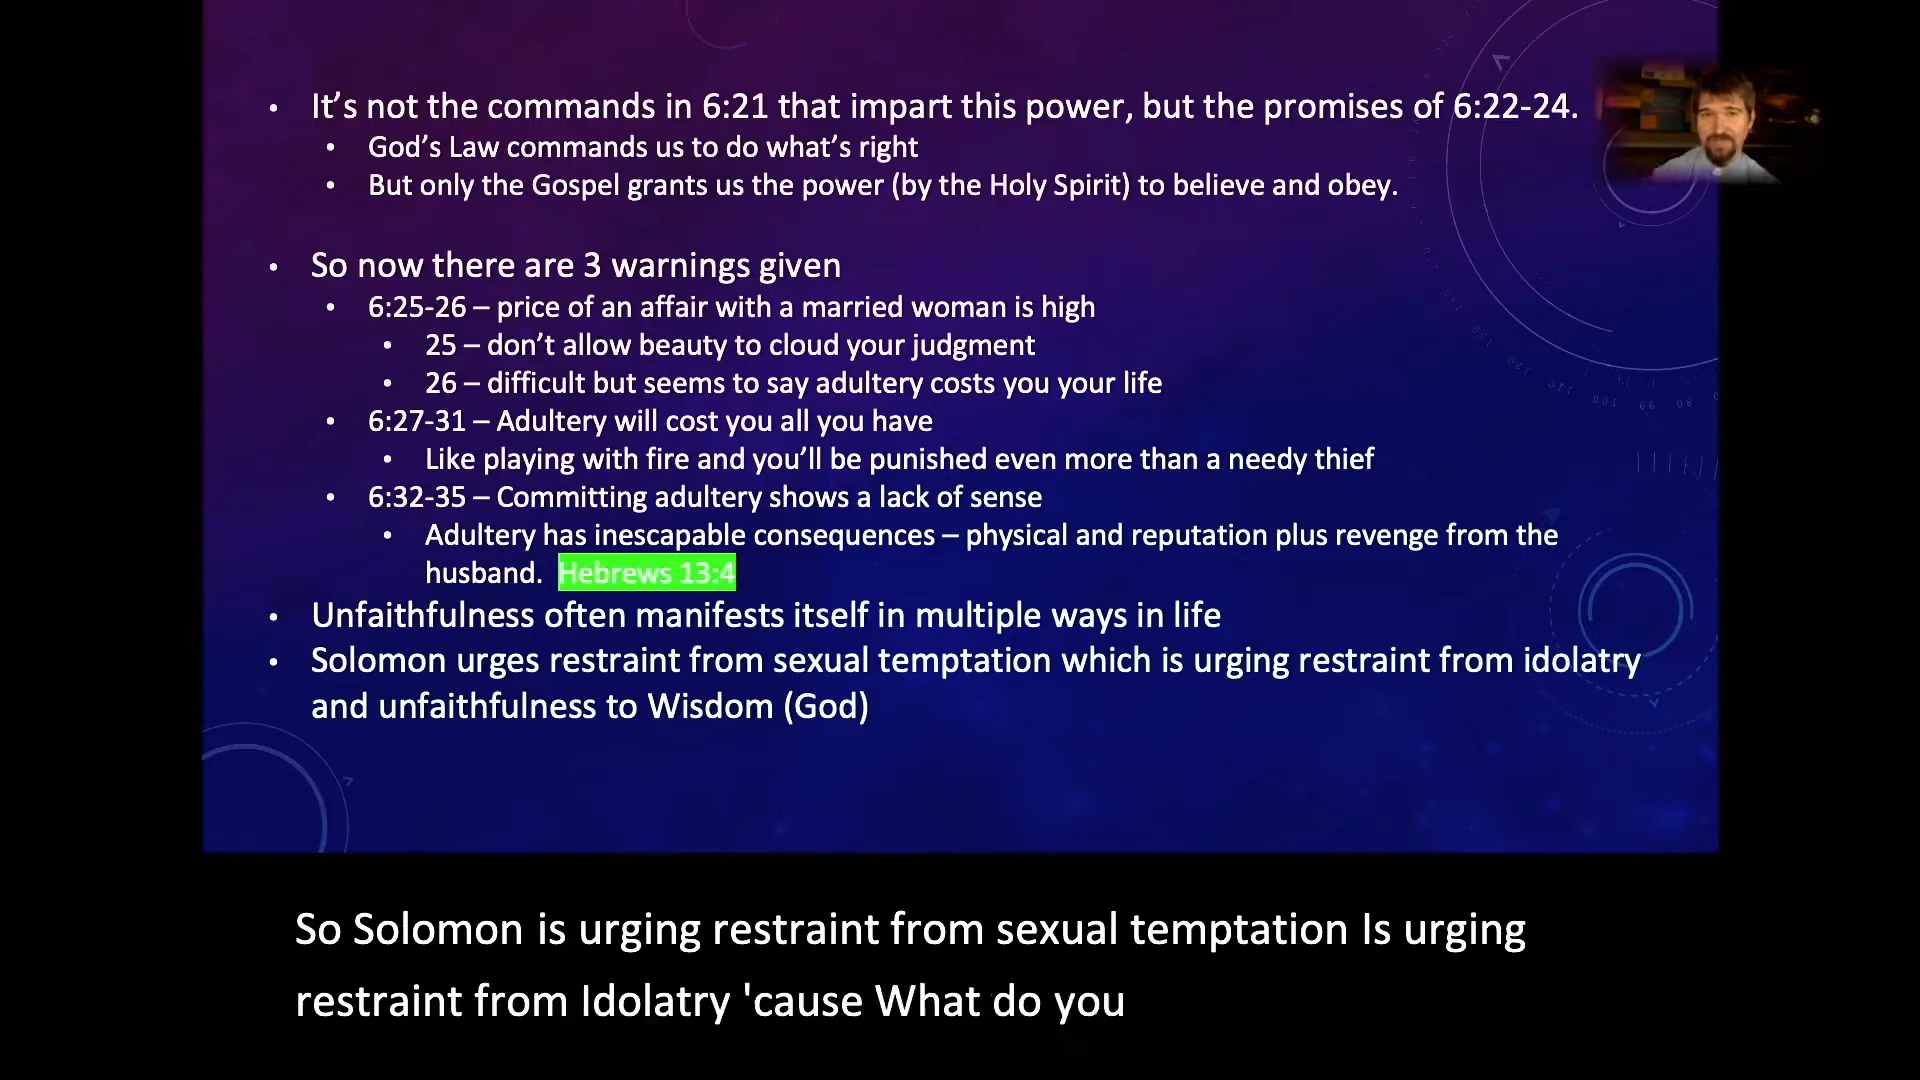 • It’s not the commands in 6:21 that impart this power, but the promises of 6:22-24.
• God’s Law commands us to do what’s right
• But only the Gospel grants us the power (by the Holy Spirit) to believe and obey.
• So now there are 3 warnings given
• 6:25-26 – price of an affair with a married woman is high
• 25 – don’t allow beauty to cloud your judgment
• 26 – difficult but seems to say adultery costs you your life
• 6:27-31 – Adultery will cost you all you have
• Like playing with fire and you’ll be punished even more than a needy thief
• 6:32-35 – Committing adultery shows a lack of sense
• Adultery has inescapable consequences – physical and reputation plus revenge from the
husband. Hebrews 13:4
• Unfaithfulness often manifests itself in multiple ways in life
• Solomon urges restraint from sexual temptation which is urging restraint from idolatry
and unfaithfulness to Wisdom (God)
So Solomon is urging restraint from sexual temptation Is urging
restraint from Idolatry 'cause What do you